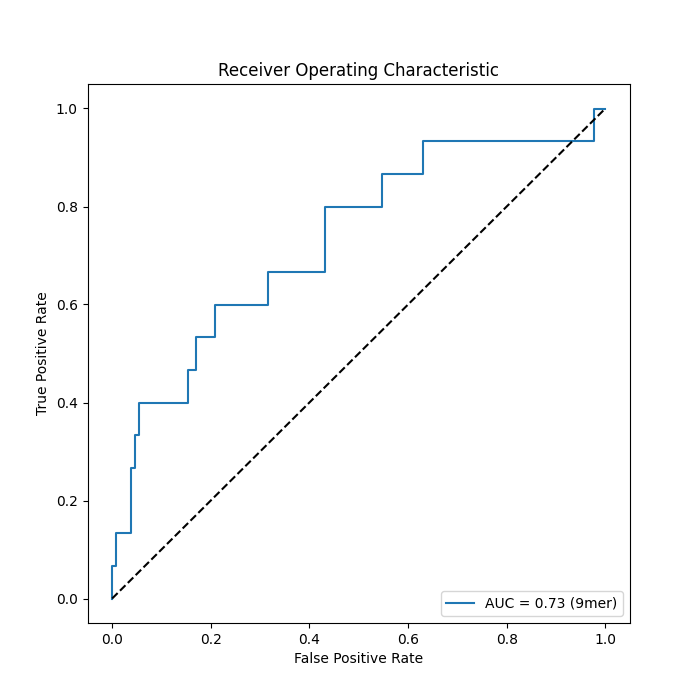 Receiver Operating Characteristic
1.0
0.8
0.6
0.4
0.2
0.0
True Positive Rate
AUC = 0.73 (9mer)
0.0 0.2 0.4 0.6 0.8 1.0
False Positive Rate